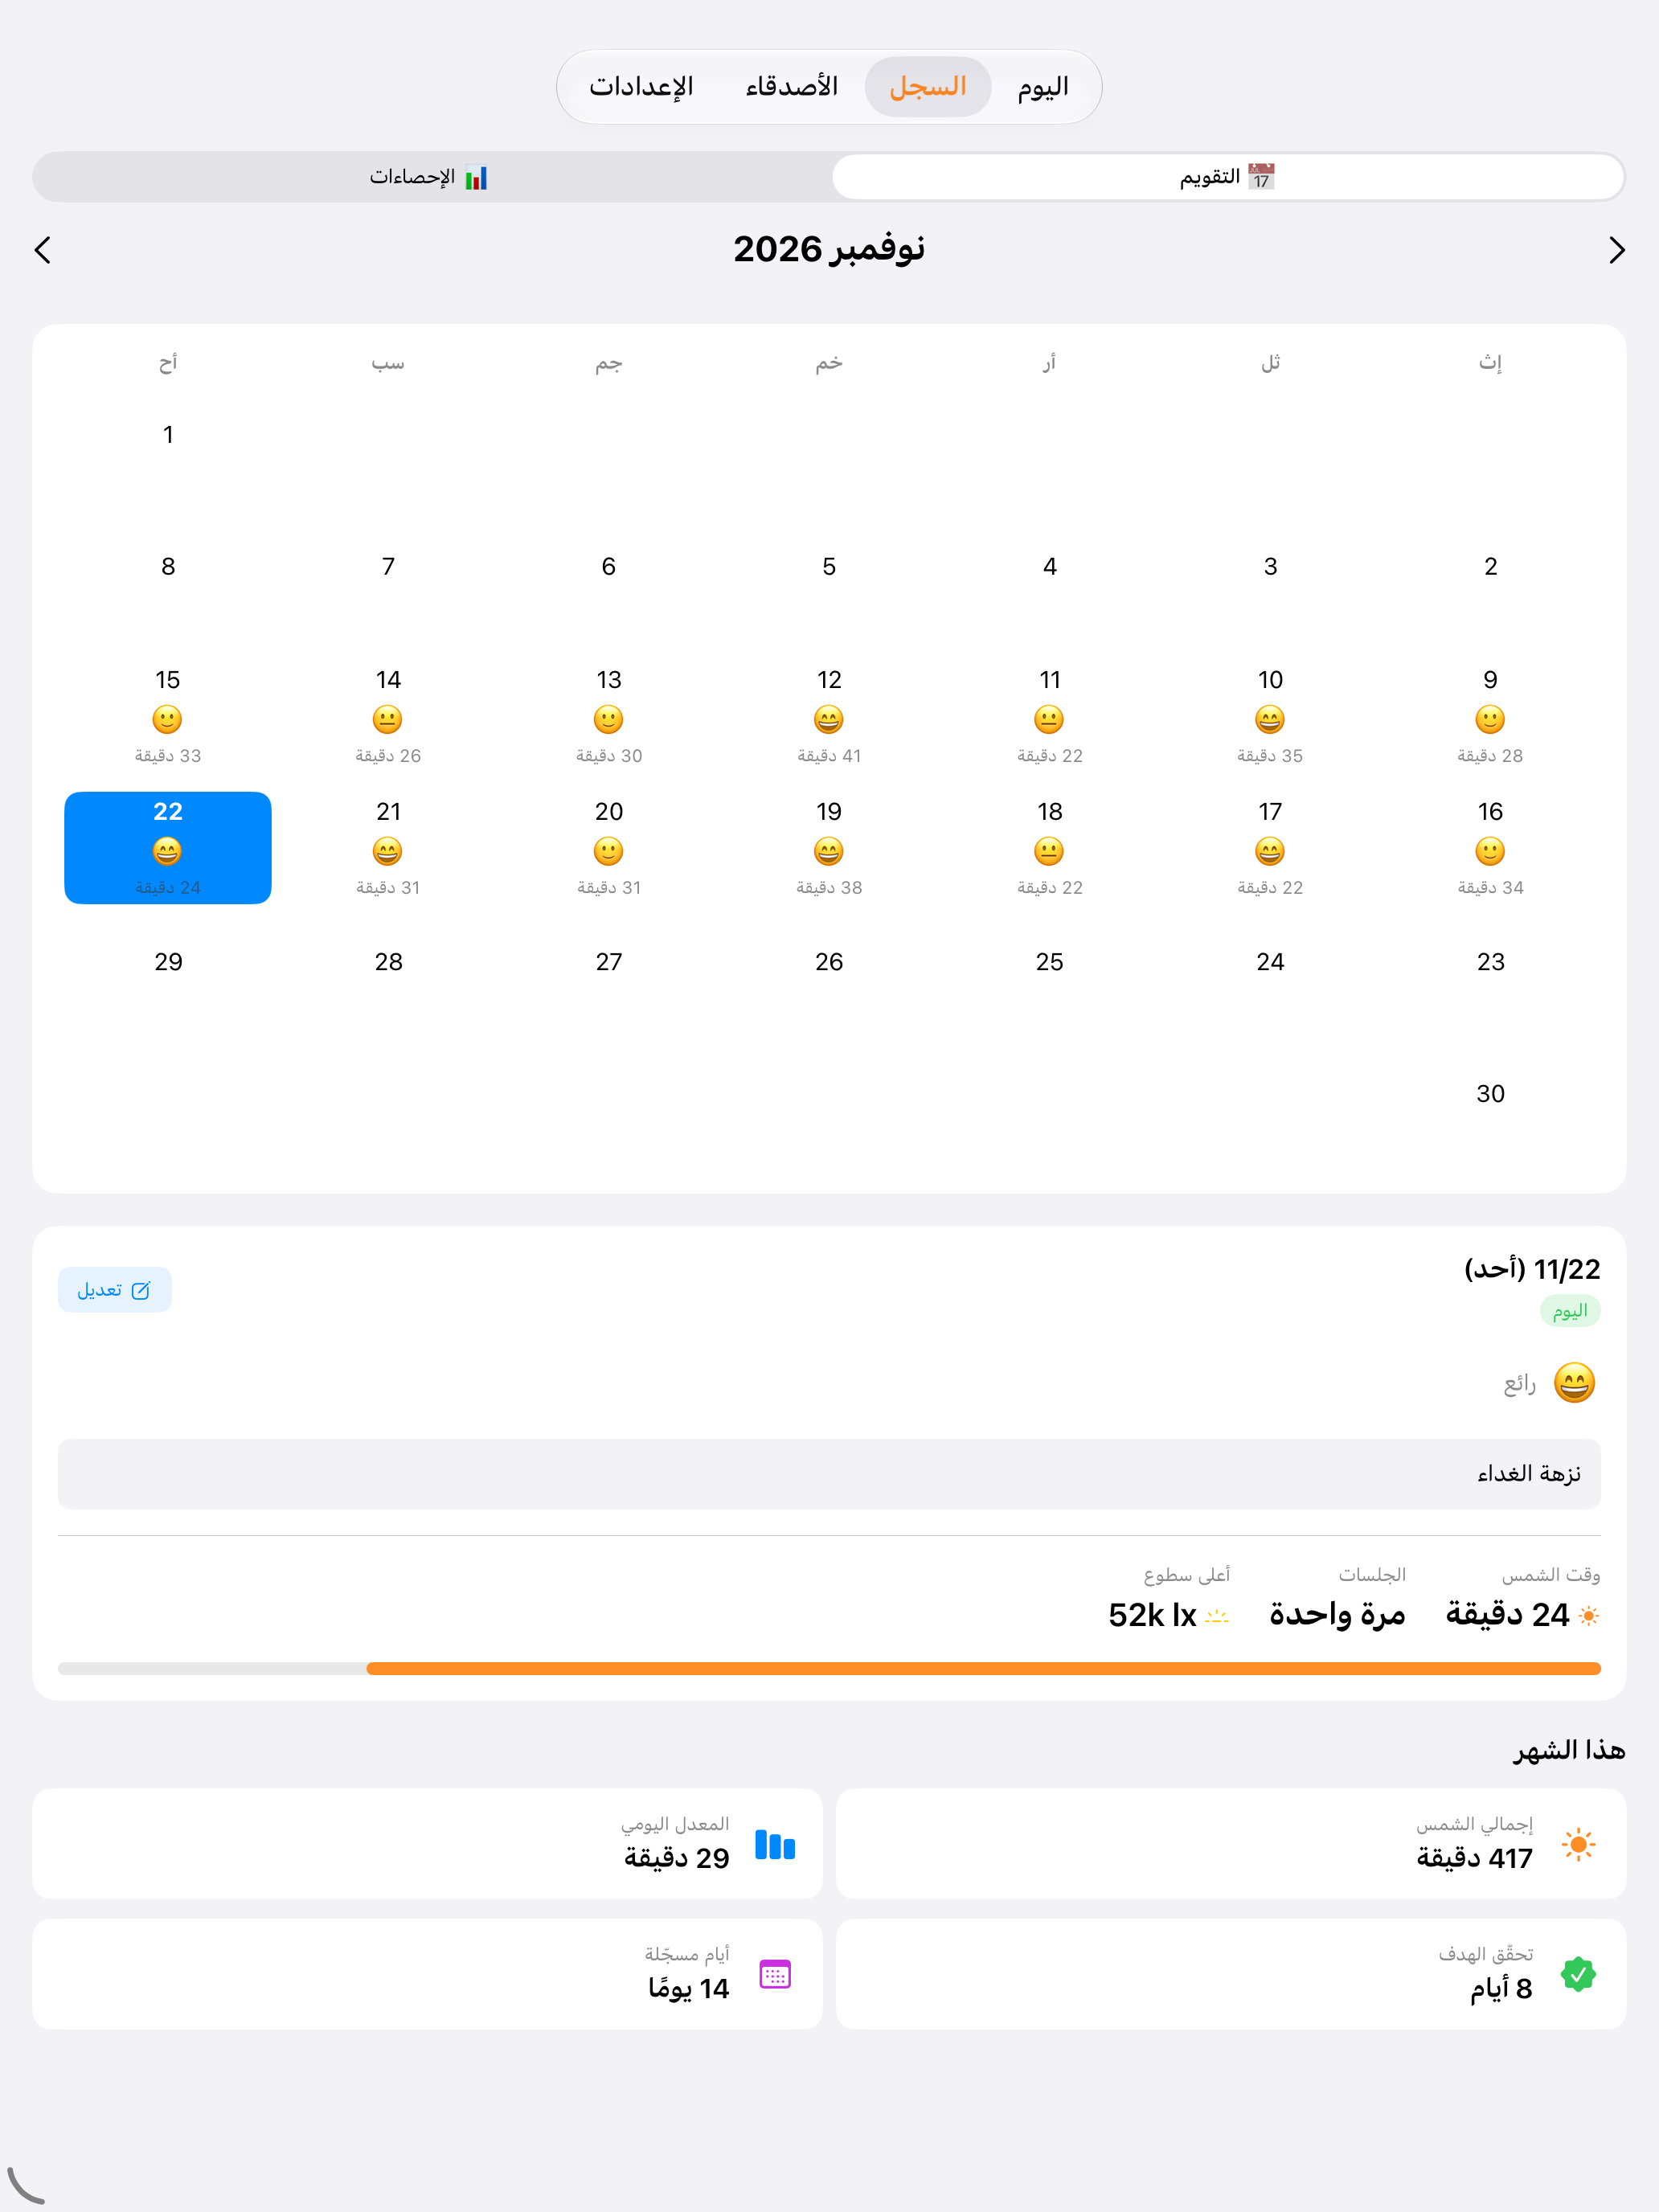 اليوم السجل الأصدقاء الإعدادات
التقويم الإحصاءات
نوفمبر 2026
إث ثل أر خم جم سب أح
1
2 3 4 5 6 7 8
9 10 11 12 13 14 15
28 دقيقة 35 دقيقة 22 دقيقة 41 دقيقة 30 دقيقة 26 دقيقة 33 دقيقة
16 17 18 19 20 21 22
34 دقيقة 22 دقيقة 22 دقيقة 38 دقيقة 31 دقيقة 31 دقيقة 24 دقيقة
23 24 25 26 27 28 29
30
11/22 (أحد)
تعديل
اليوم
رائع
نزهة الغداء
وقت الشمس الجلسات أعلى سطوع
24 دقيقة مرة واحدة 52k lx
هذا الشهر
إجمالي الشمس
417 دقيقة
المعدل اليومي
29 دقيقة
تحقّق الهدف
8 أيام
أيام مسجّلة
14 يومًا